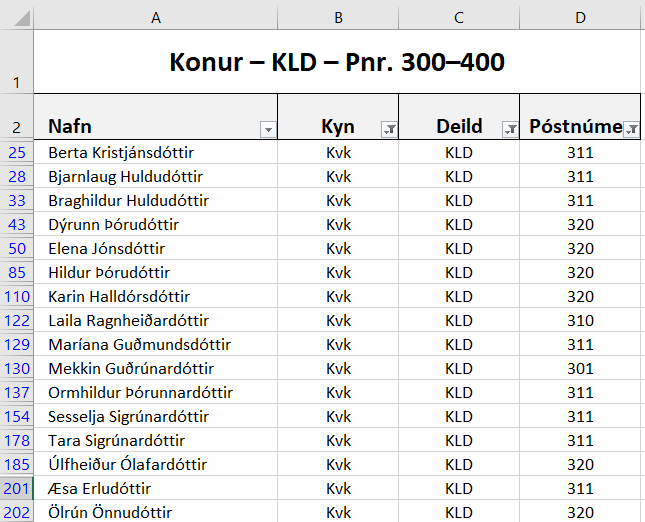 A B C D
1 Konur – KLD – Pnr. 300–400
2 Nafn Kyn Deild Póstnúme
25 Berta Kristjánsdóttir Kvk KLD 311
28 Bjarnlaug Huldudóttir Kvk KLD 311
33 Braghildur Huldudóttir Kvk KLD 311
43 Dýrunn Þórudóttir Kvk KLD 320
50 Elena Jónsdóttir Kvk KLD 320
85 Hildur Þórudóttir Kvk KLD 320
110 Karin Halldórsdóttir Kvk KLD 320
122 Laila Ragnheiðardóttir Kvk KLD 310
129 Maríana Guðmundsdóttir Kvk KLD 311
130 Mekkin Guðrúnardóttir Kvk KLD 301
137 Ormhildur Þórunnardóttir Kvk KLD 311
154 Sesselja Sigrúnardóttir Kvk KLD 311
178 Tara Sigrúnardóttir Kvk KLD 311
185 Úlfheiður Ólafardóttir Kvk KLD 320
201 Æsa Erludóttir Kvk KLD 311
202 Ölrún Önnudóttir Kvk KLD 320